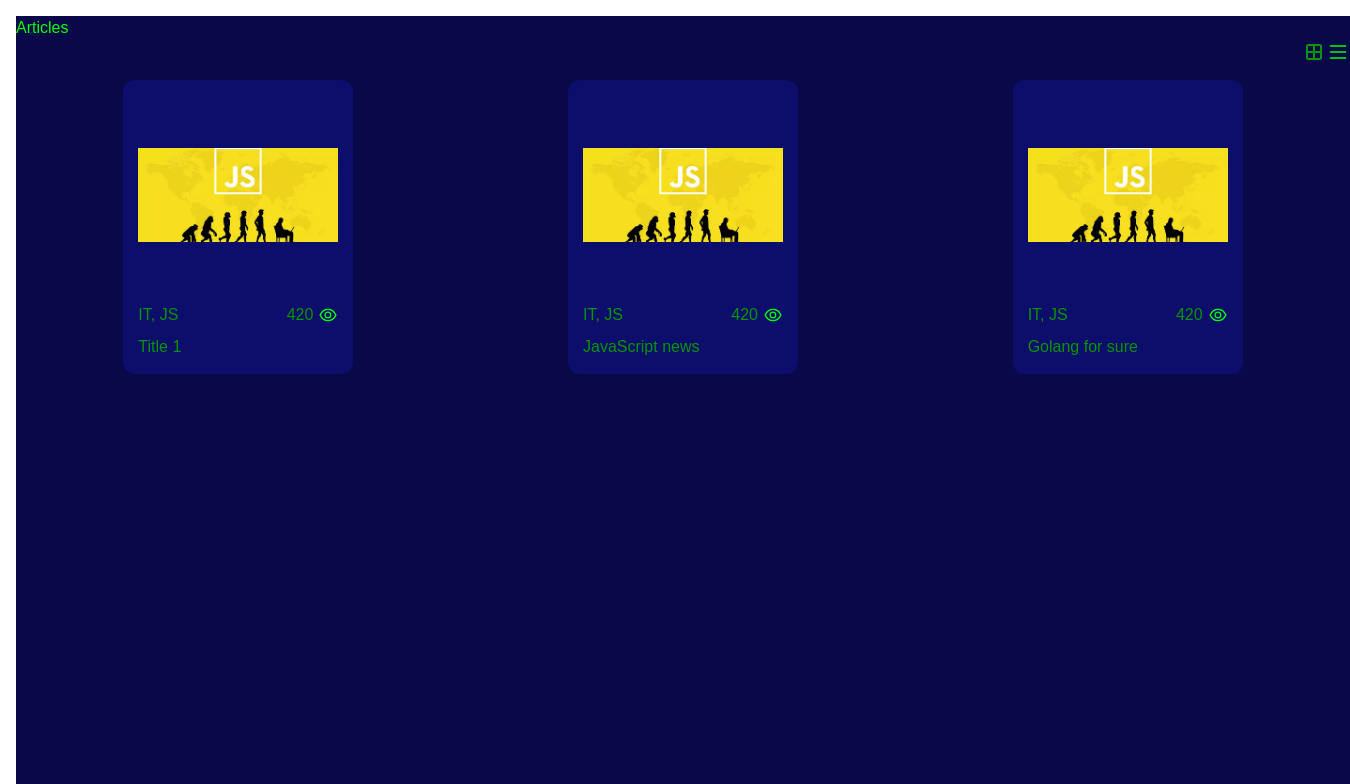 Articles
JS JS JS
IT, JS 420 IT, JS 420 IT, JS 420
Title 1 JavaScript news Golang for sure